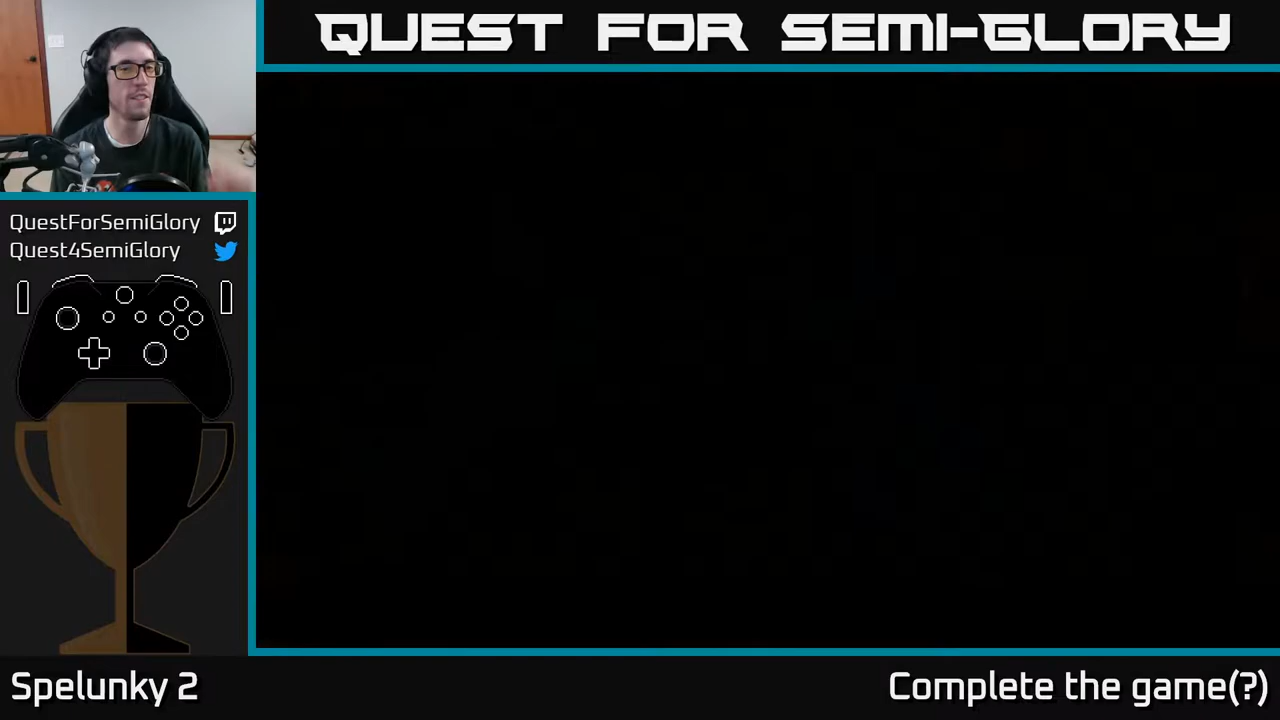 QUEST FOR SEMI-GLORY
QuestForSemiGlory
Quest4SemiGlory
Spelunky 2
Complete the game(?)